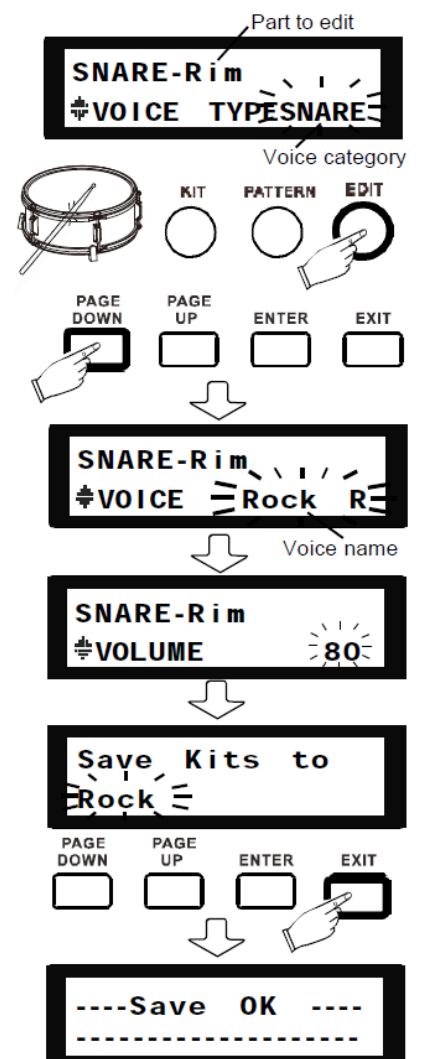 Part to edit
SNARE-Rim
VOICE TYPESNARE
Voice category
KIT PATTERN EDIT
PAGE DOWN PAGE UP ENTER EXIT
SNARE-Rim
VOICE Rock R
Voice name
SNARE-Rim
VOLUME 80
Save Kits to
Rock
PAGE DOWN PAGE UP ENTER EXIT
----Save OK ----
--------------------